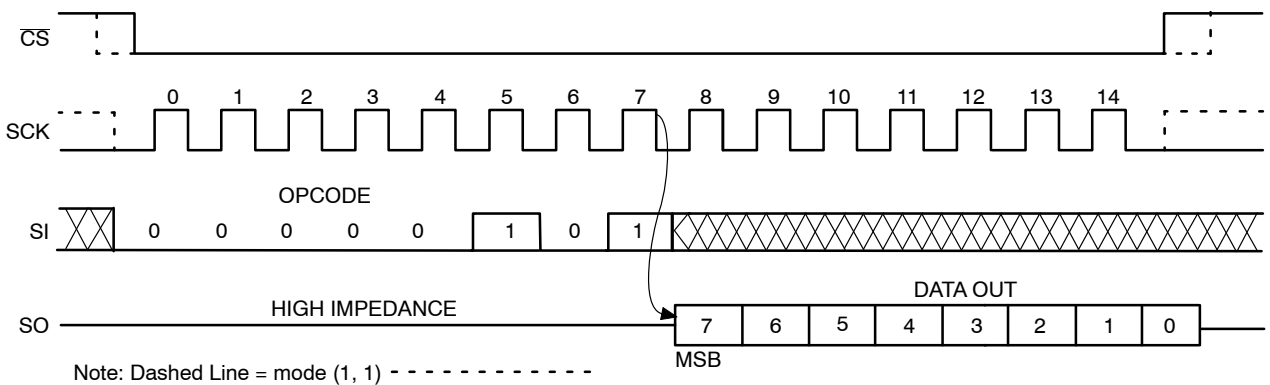 CS
0 1 2 3 4 5 6 7 8 9 10 11 12 13 14
SCK
OPCODE
SI 0 0 0 0 0 1 0 1
DATA OUT
HIGH IMPEDANCE
SO 7 6 5 4 3 2 1 0
MSB
Note: Dashed Line = mode (1, 1)